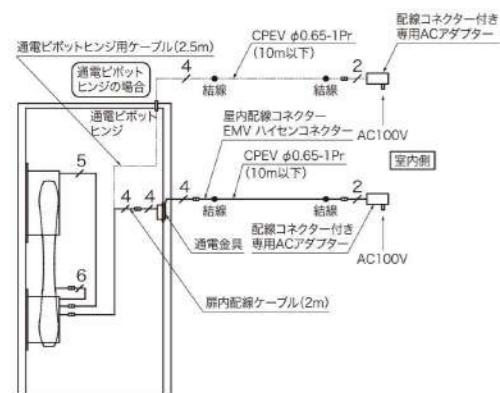 配線コネクター付き
専用ACアダプター
CPEV φ0.65-1Pr
(10m以下)
通電ピボットヒンジ用ケーブル(2.5m)
通電ピボット
ヒンジの場合
4
2
結線
結線
AC100V
通電ピボット
ヒンジ
屋内配線コネクター
EMV ハイセンコネクター
CPEV φ0.65-1Pr
(10m以下)
室内側
5
4
4
4
2
結線
結線
通電金具
配線コネクター付き
専用ACアダプター
AC100V
6
扉内配線ケーブル(2m)